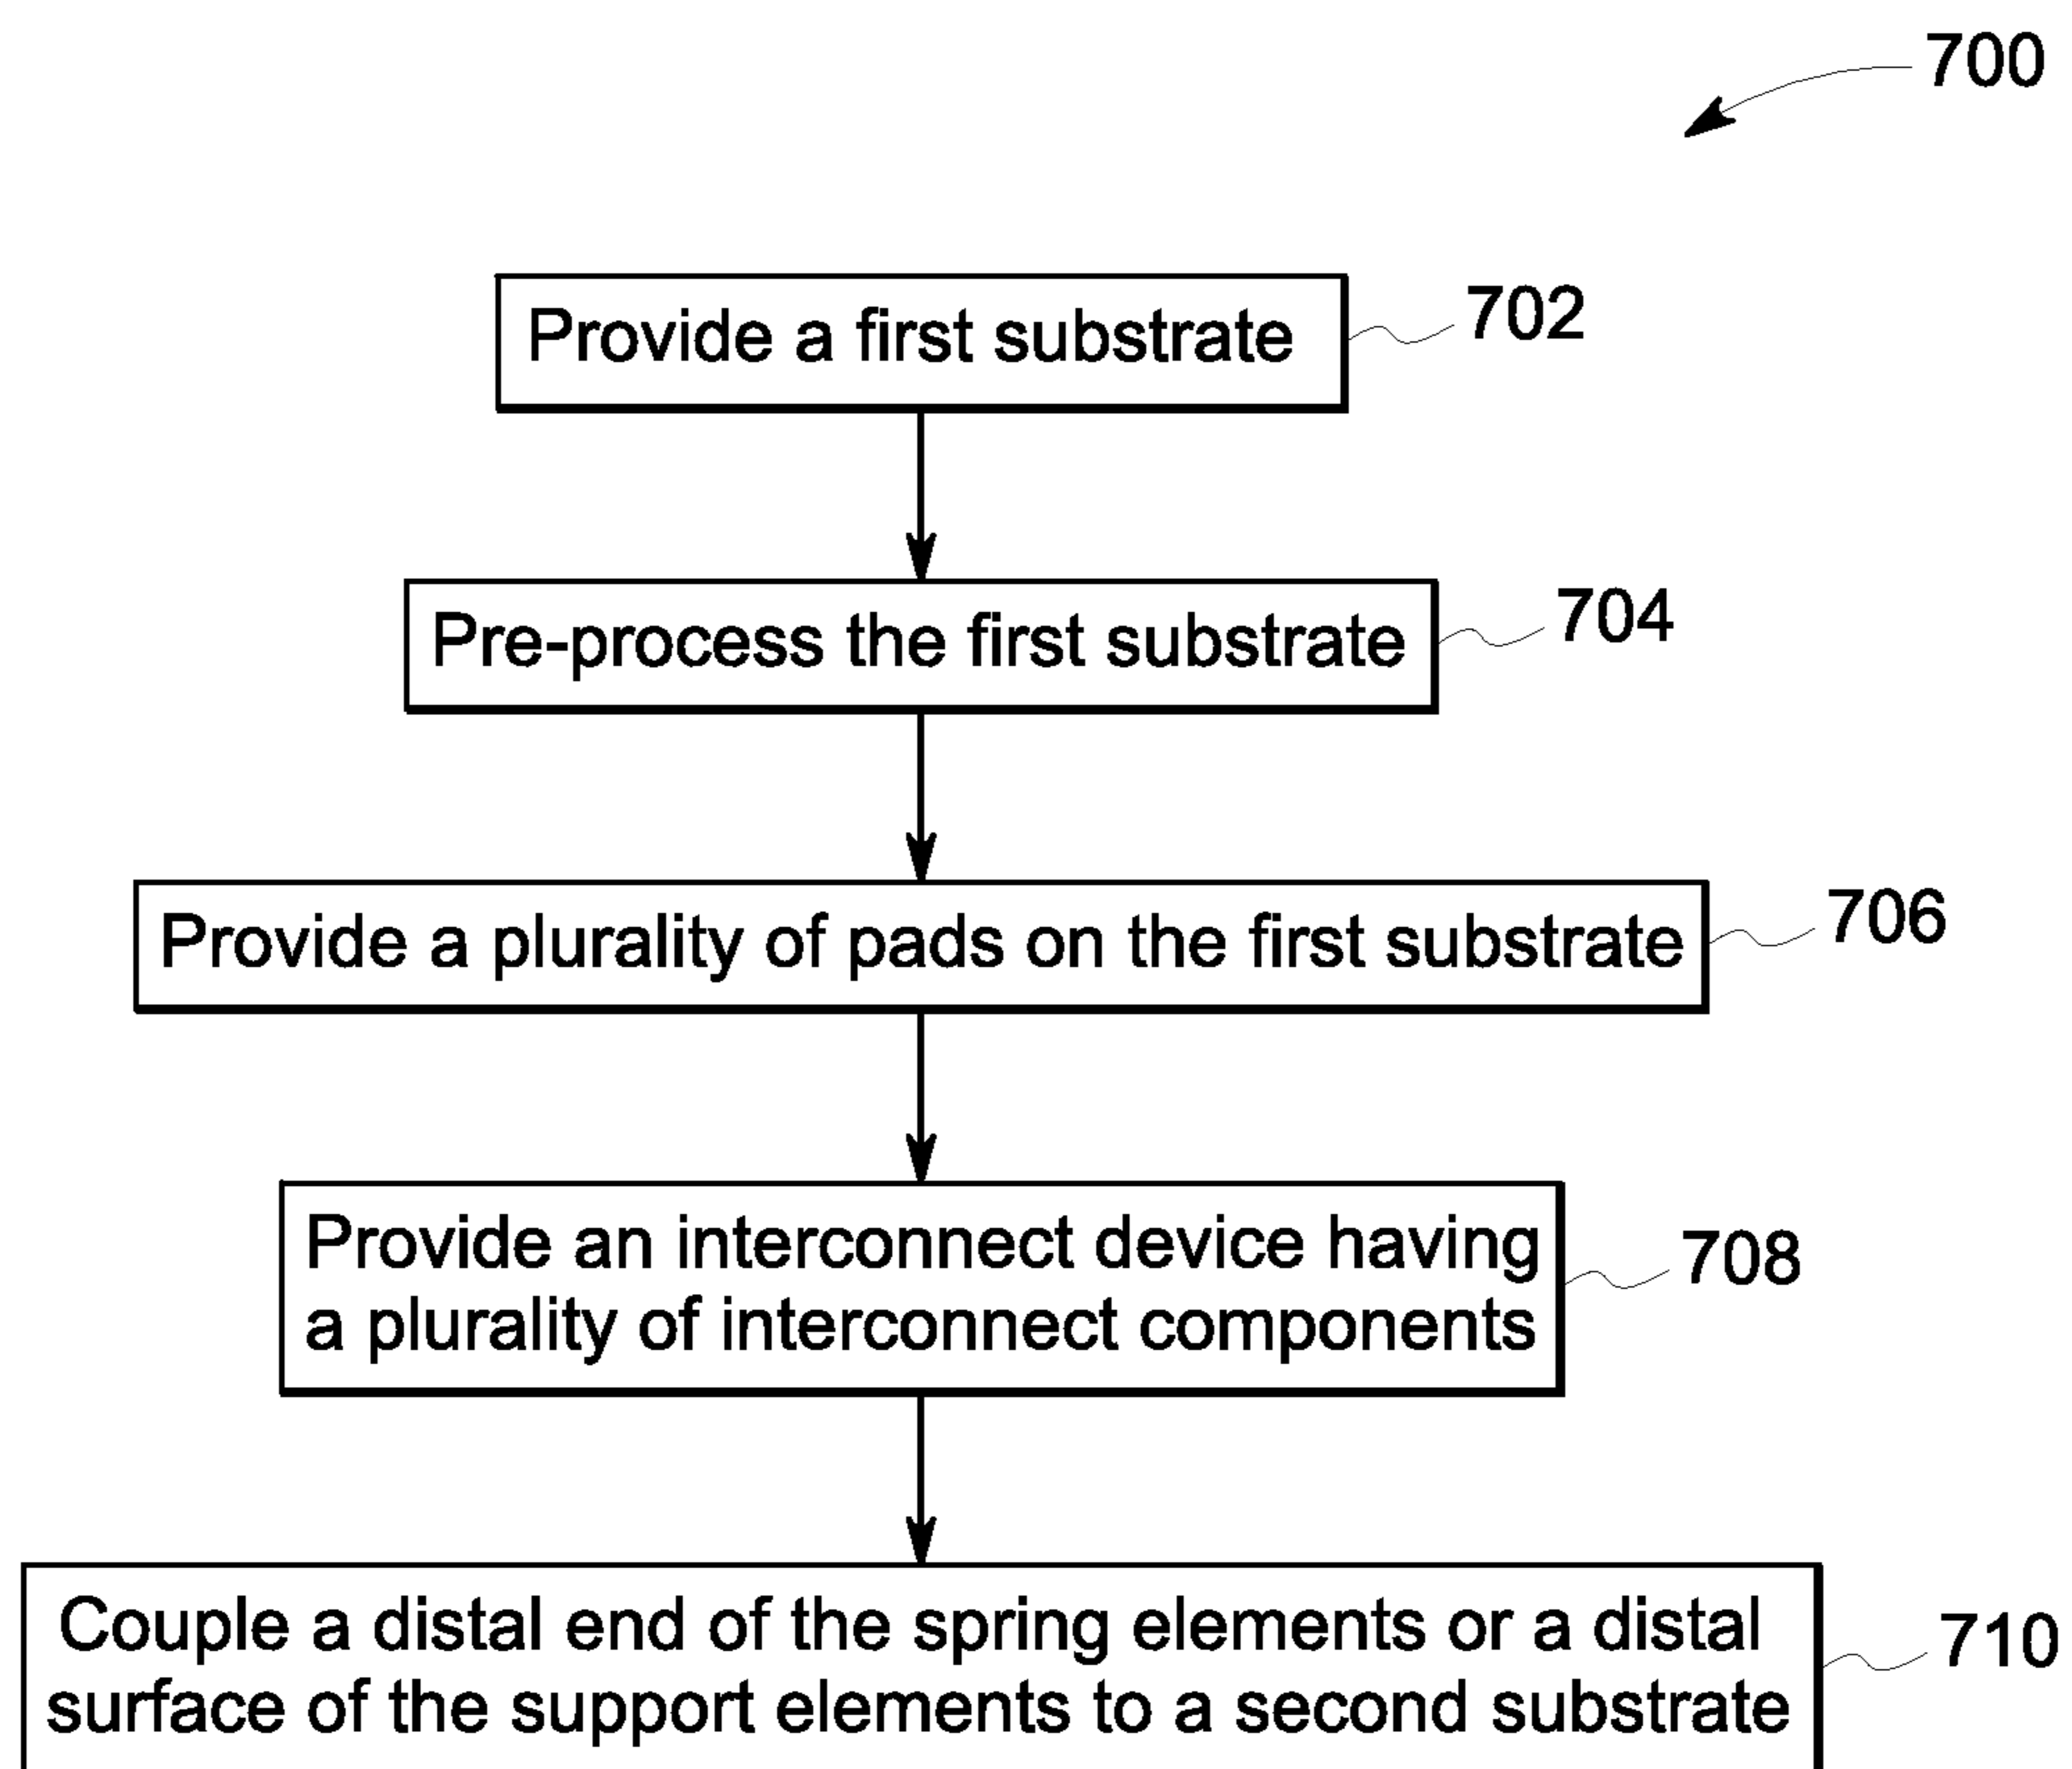 700
Provide a first substrate
702
Pre-process the first substrate
704
Provide a plurality of pads on the first substrate
706
Provide an interconnect device having
a plurality of interconnect components
708
Couple a distal end of the spring elements or a distal
surface of the support elements to a second substrate
710